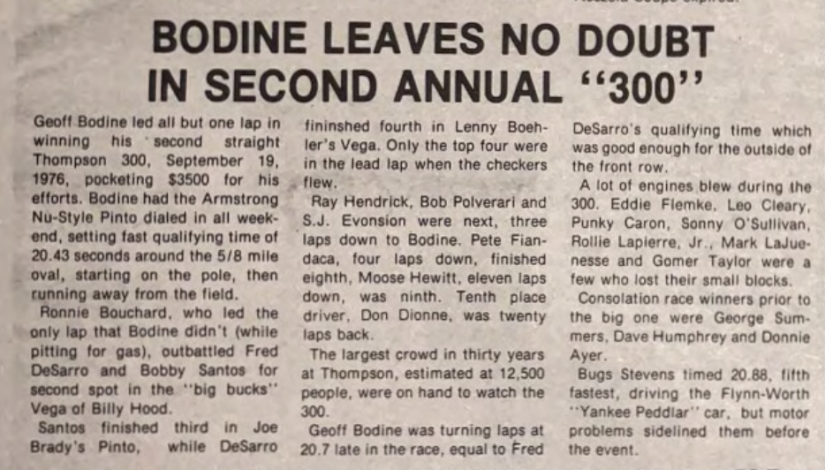 BODINE LEAVES NO DOUBT
IN SECOND ANNUAL "300"
Geoff Bodine led all but one lap in
winning his second straight
Thompson 300, September 19,
1976, pocketing $3500 for his
efforts. Bodine had the Armstrong
Nu-Style Pinto dialed in all week-
end, setting fast qualifying time of
20.43 seconds around the 5/8 mile
oval, starting on the pole, then
running away from the field.
Ronnie Bouchard, who led the
only lap that Bodine didn't (while
pitting for gas), outbattled Fred
DeSarro and Bobby Santos for
second spot in the "big bucks"
Vega of Billy Hood.
Santos finished third in Joe
Brady's Pinto, while DeSarro
fininshed fourth in Lenny Boeh-
ler's Vega. Only the top four were
in the lead lap when the checkers
flew.
Ray Hendrick, Bob Polverari and
S.J. Evonsion were next, three
laps down to Bodine. Pete Fian-
daca, four laps down, finished
eighth, Moose Hewitt, eleven laps
down, was ninth. Tenth place
driver, Don Dionne, was twenty
laps back.
The largest crowd in thirty years
at Thompson, estimated at 12,500
people, were on hand to watch the
300.
Geoff Bodine was turning laps at
20.7 late in the race, equal to Fred
DeSarro's qualifying time which
was good enough for the outside of
the front row.
A lot of engines blew during the
300. Eddie Flemke, Leo Cleary,
Punky Caron, Sonny O'Sullivan,
Rollie Lapierre, Jr., Mark LaJue-
nesse and Gomer Taylor were a
few who lost their small blocks.
Consolation race winners prior to
the big one were George Sum-
mers, Dave Humphrey and Donnie
Ayer.
Bugs Stevens timed 20.88, fifth
fastest, driving the Flynn-Worth
"Yankee Peddlar" car, but motor
problems sidelined them before
the event.